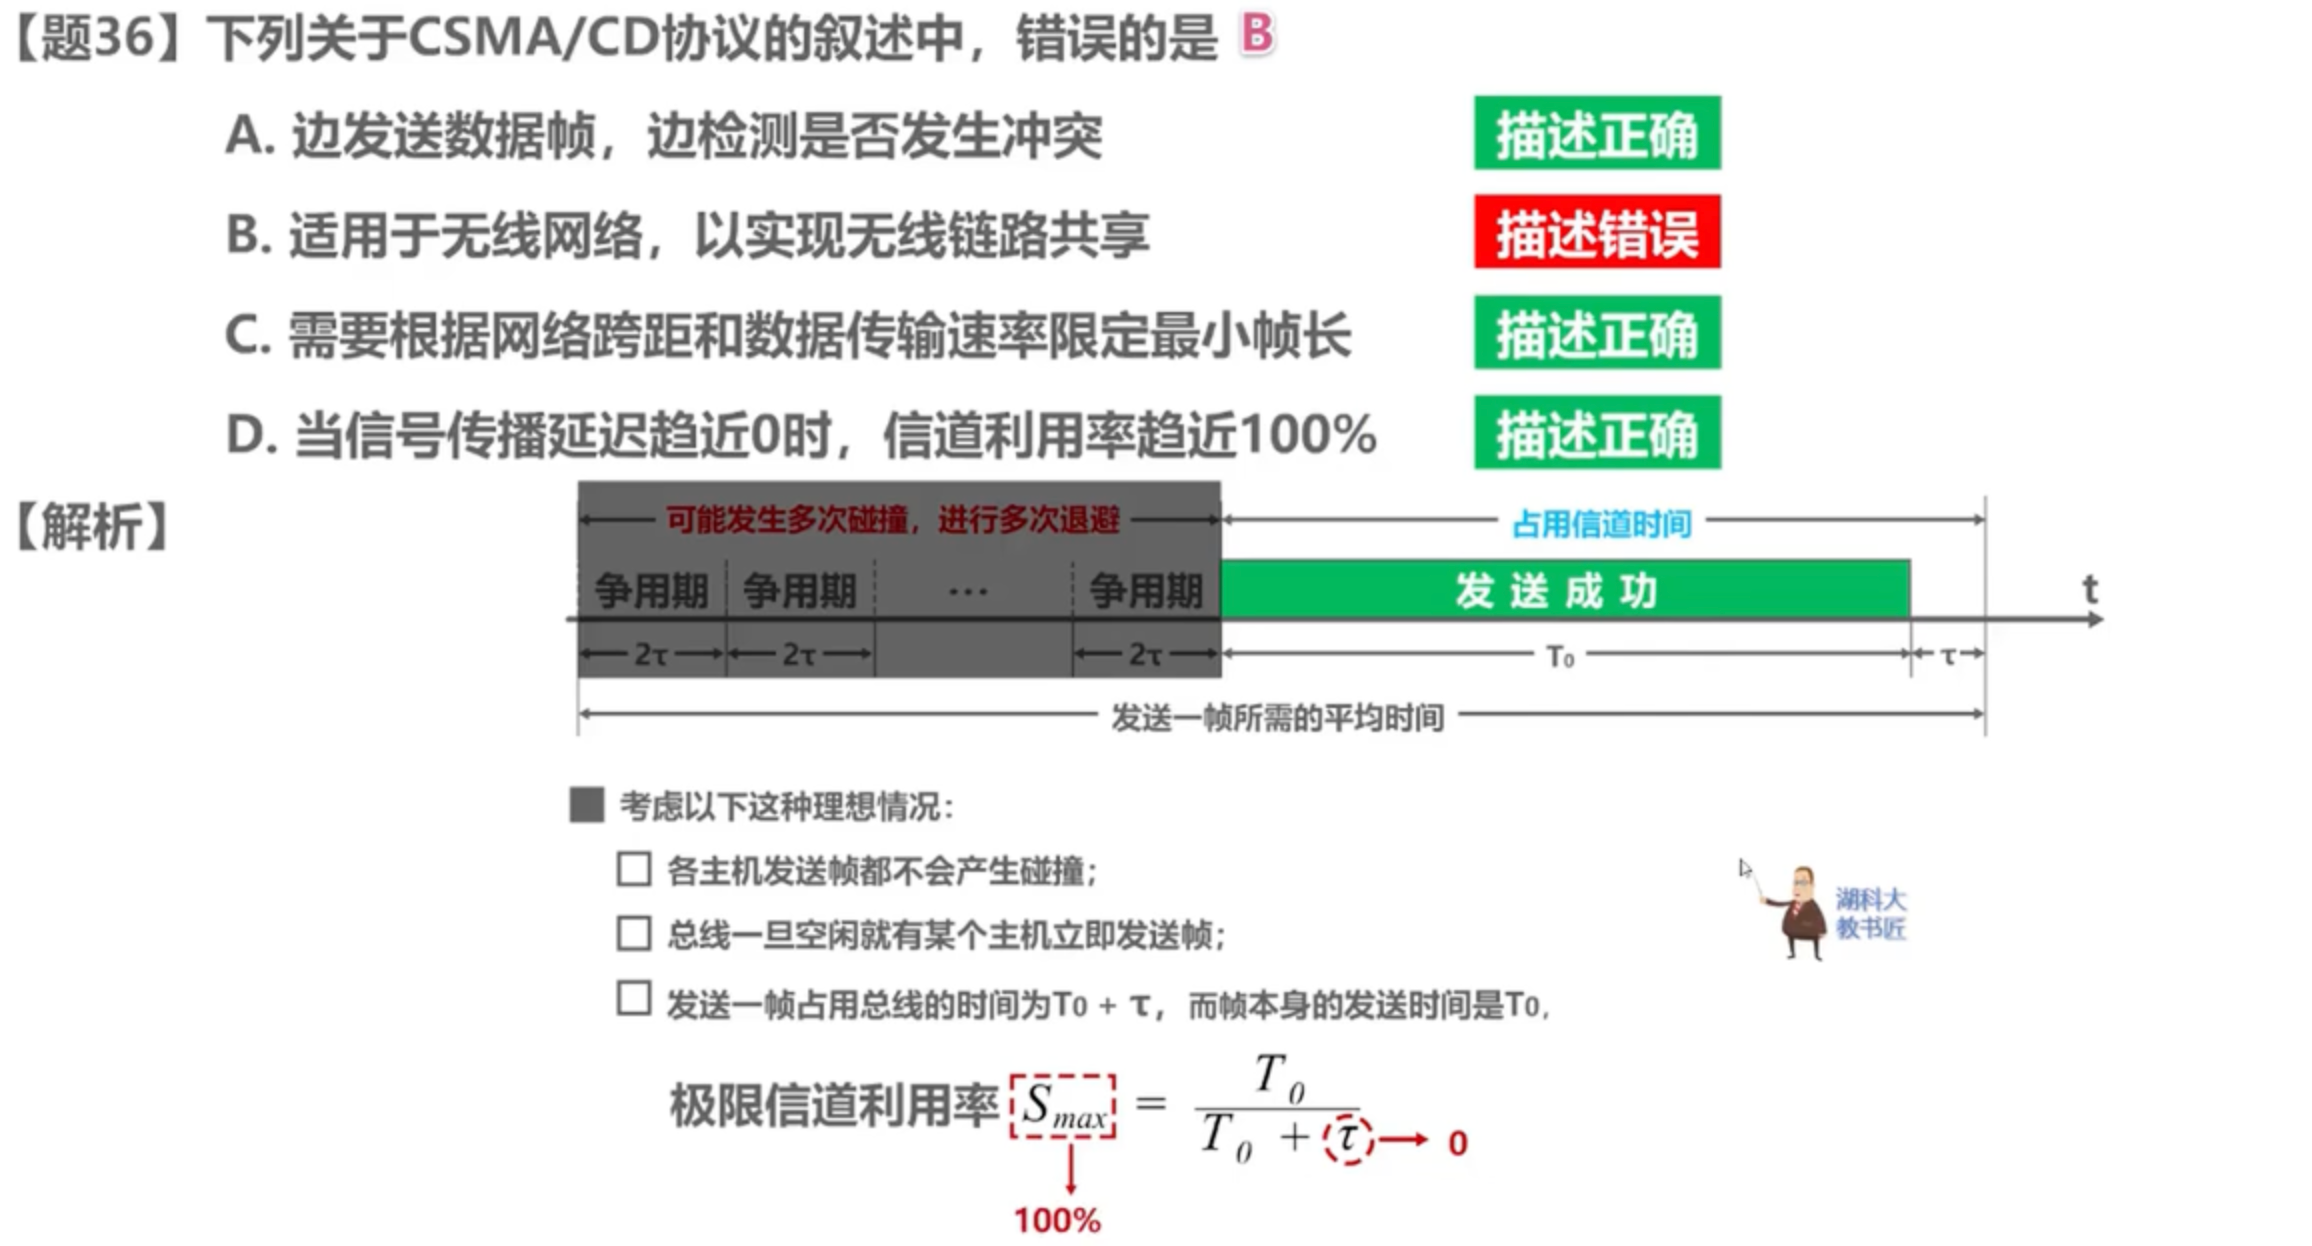 【题36】下列关于CSMA/CD协议的叙述中，错误的是 B
A. 边发送数据帧，边检测是否发生冲突 描述正确
B. 适用于无线网络，以实现无线链路共享 描述错误
C. 需要根据网络跨距和数据传输速率限定最小帧长 描述正确
D. 当信号传播延迟趋近0时，信道利用率趋近100% 描述正确
【解析】
可能发生多次碰撞，进行多次退避 占用信道时间
争用期 争用期 … 争用期 发送成功 t
2τ 2τ 2τ T₀ τ
发送一帧所需的平均时间
考虑以下这种理想情况：
各主机发送帧都不会产生碰撞；
总线一旦空闲就有某个主机立即发送帧；
发送一帧占用总线的时间为T₀ + τ，而帧本身的发送时间是T₀.
极限信道利用率 Smax = T₀ / (T₀ + τ) → 0
100%
湖科大
教书匠